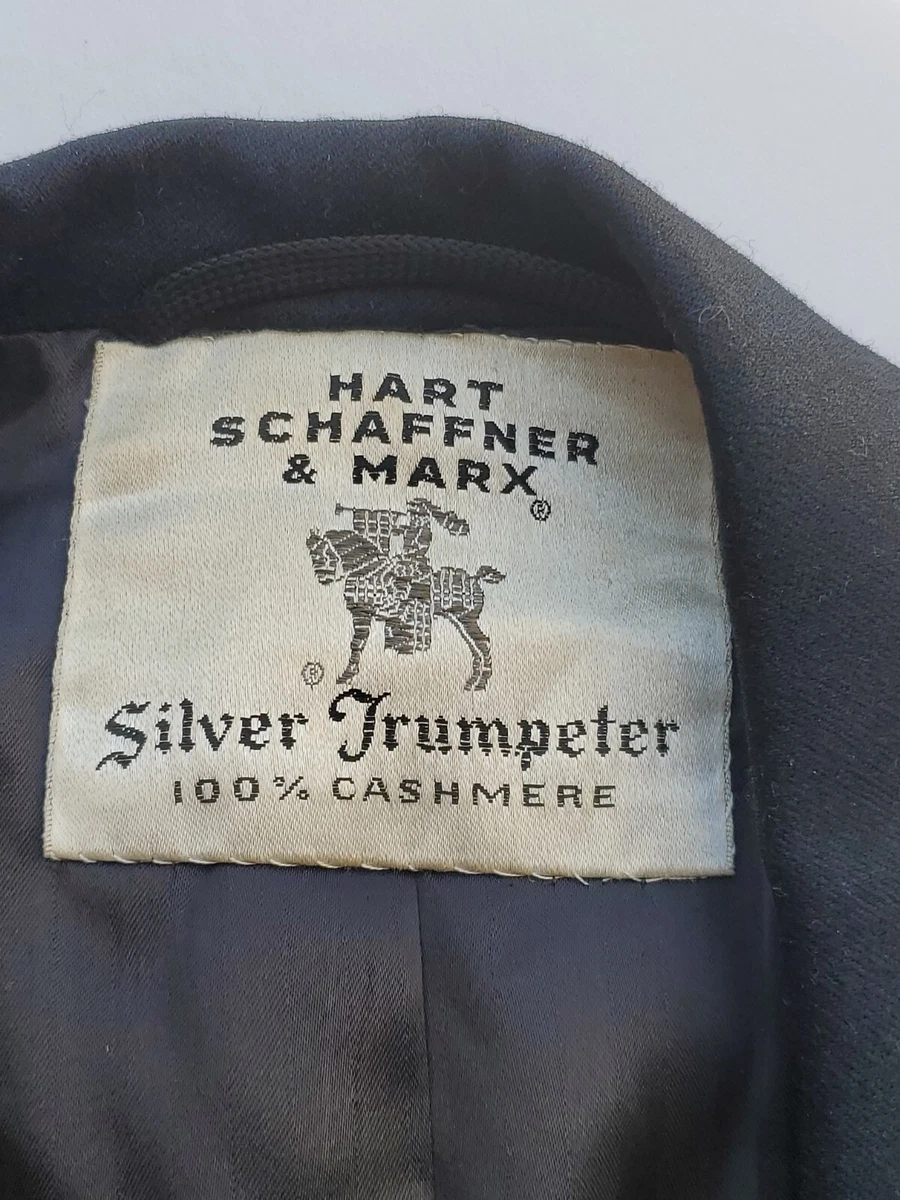 HART
SCHAFFNER
& MARX®
®
Silver Trumpeter
100% CASHMERE